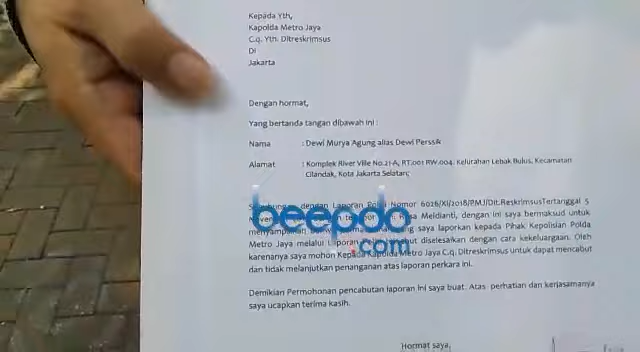 Kepada Yth,
Kapolda Metro Jaya
C.q. Yth. Ditreskrimsus
Di
Jakarta
Dengan hormat,
Yang bertanda tangan dibawah ini :
Nama : Dewi Murya Agung alias Dewi Perssik
Alamat : Komplek River Ville No.21-A, RT.001 RW.004. Kelurahan Lebak Bulus, Kecamatan
Cilandak, Kota Jakarta Selatan;
dengan Laporan Nomor 6026/XI/2018/PMJ/Dit.ReskrimsusTertanggal 5
Meldianti, dengan ini saya bermaksud untuk
saya laporkan kepada Pihak Kepolisian Polda
Metro Jaya melalui Laporan diselesaikan dengan cara kekeluargaan. Oleh
karenanya saya mohon Kepada Kapolda Metro Jaya C.q. Ditreskrimsus untuk dapat mencabut
dan tidak melanjutkan penanganan atas laporan perkara ini.
Demikian Permohonan pencabutan laporan ini saya buat. Atas perhatian dan kerjasamanya
saya ucapkan terima kasih.
Hormat saya,
beepdo
.com